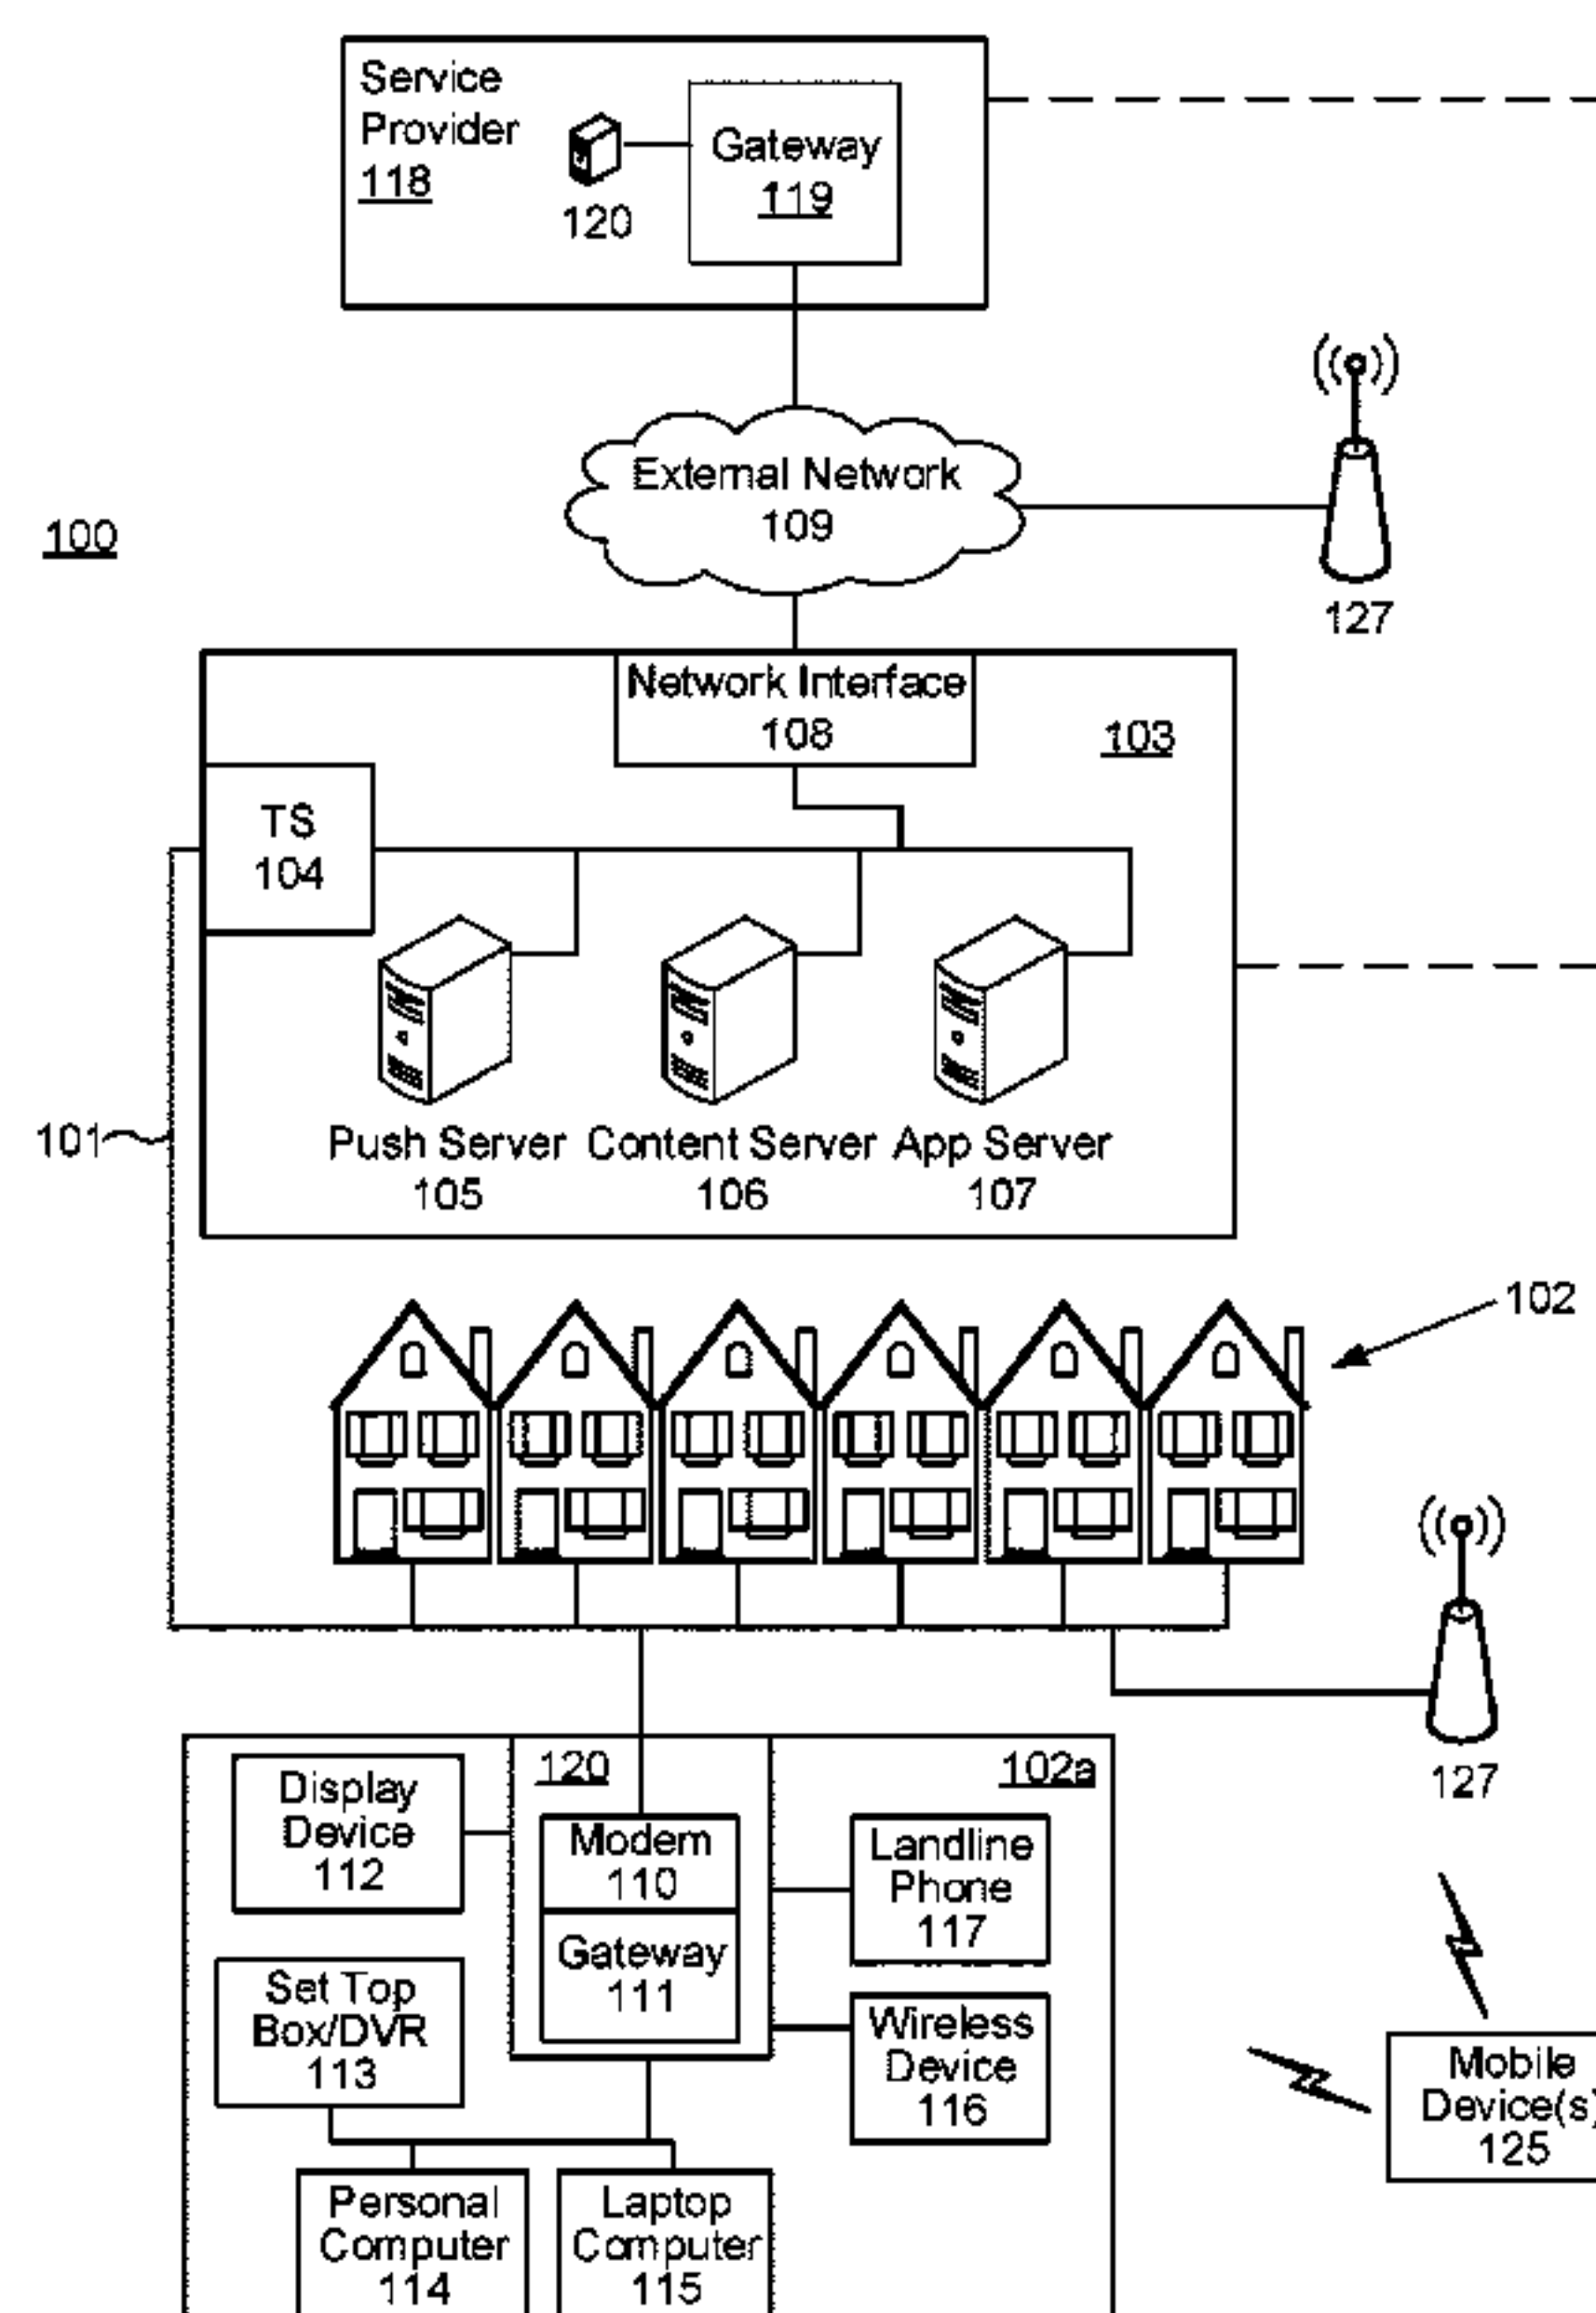 Service
Provider
118
120
Gateway
119
External Network
109
100
127
Network Interface
108
103
TS
104
101
Push Server
105
Content Server
106
App Server
107
102
127
120
102a
Display
Device
112
Modem
110
Gateway
111
Landline
Phone
117
Set Top
Box/DVR
113
Wireless
Device
116
Mobile
Device(s)
125
Personal
Computer
114
Laptop
Computer
115